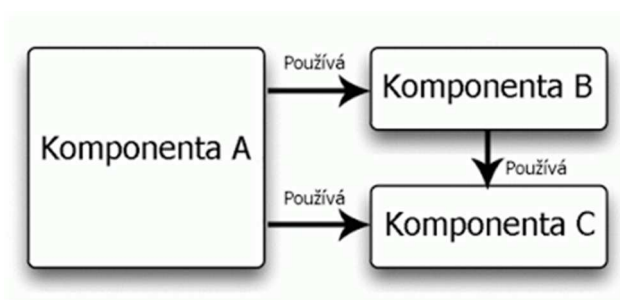 Komponenta A
Používá
Komponenta B
Používá
Používá
Komponenta C